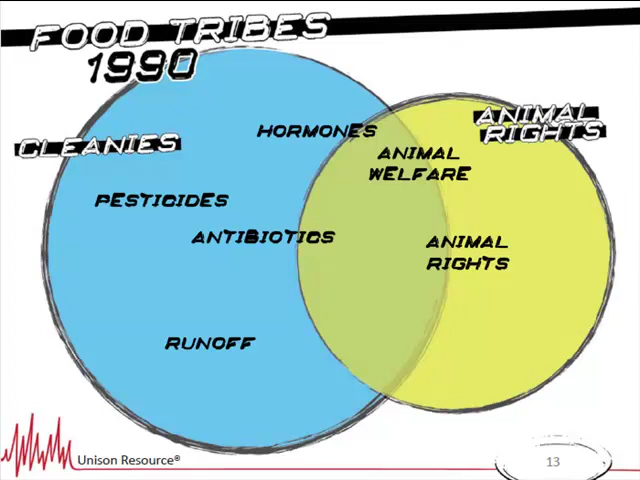 FOOD TRIBES
1990
CLEANIES
ANIMAL
RIGHTS
HORMONES
ANIMAL
WELFARE
PESTICIDES
ANTIBIOTICS
ANIMAL
RIGHTS
RUNOFF
Unison Resource®
13